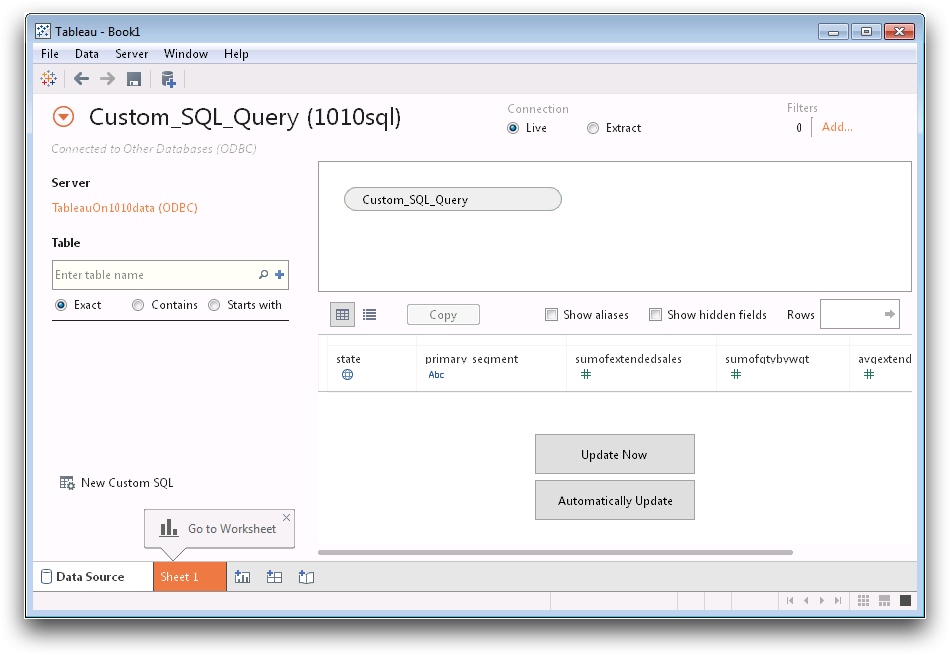 Tableau - Book1
File Data Server Window Help
Custom_SQL_Query (1010sql)
Connected to Other Databases (ODBC)
Connection
Live Extract
Filters
0 Add...
Server
TableauOn1010data (ODBC)
Table
Enter table name
Exact Contains Starts with
Custom_SQL_Query
Copy Show aliases Show hidden fields Rows
state primary_segment sumofextendedsales sumofqtybywgt avgextend
Abc
Update Now
Automatically Update
New Custom SQL
Go to Worksheet
Data Source Sheet 1